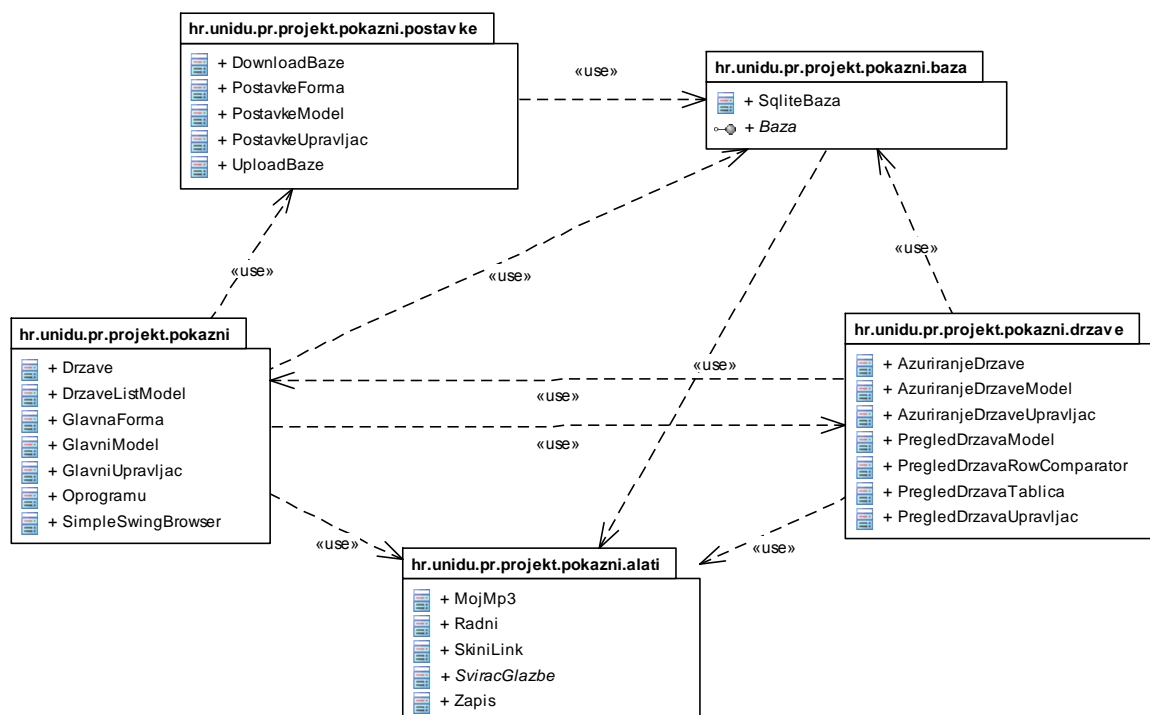 hr.unidu.pr.projekt.pokazni.postavke
+ DownloadBaze
+ PostavkeForma
+ PostavkeModel
+ PostavkeUpravljac
+ UploadBaze
«use»
hr.unidu.pr.projekt.pokazni.baza
+ SqliteBaza
+ Baza
«use»
«use»
«use»
hr.unidu.pr.projekt.pokazni
+ Drzave
+ DrzaveListModel
+ GlavnaForma
+ GlavniModel
+ GlavniUpravljac
+ Oprogramu
+ SimpleSwingBrowser
«use»
«use»
«use»
hr.unidu.pr.projekt.pokazni.drzave
+ AzuriranjeDrzave
+ AzuriranjeDrzaveModel
+ AzuriranjeDrzaveUpravljac
+ PregledDrzavaModel
+ PregledDrzavaRowComparator
+ PregledDrzavaTablica
+ PregledDrzavaUpravljac
«use»
«use»
hr.unidu.pr.projekt.pokazni.alati
+ MojMp3
+ Radni
+ SkiniLink
+ SviracGlazbe
+ Zapis